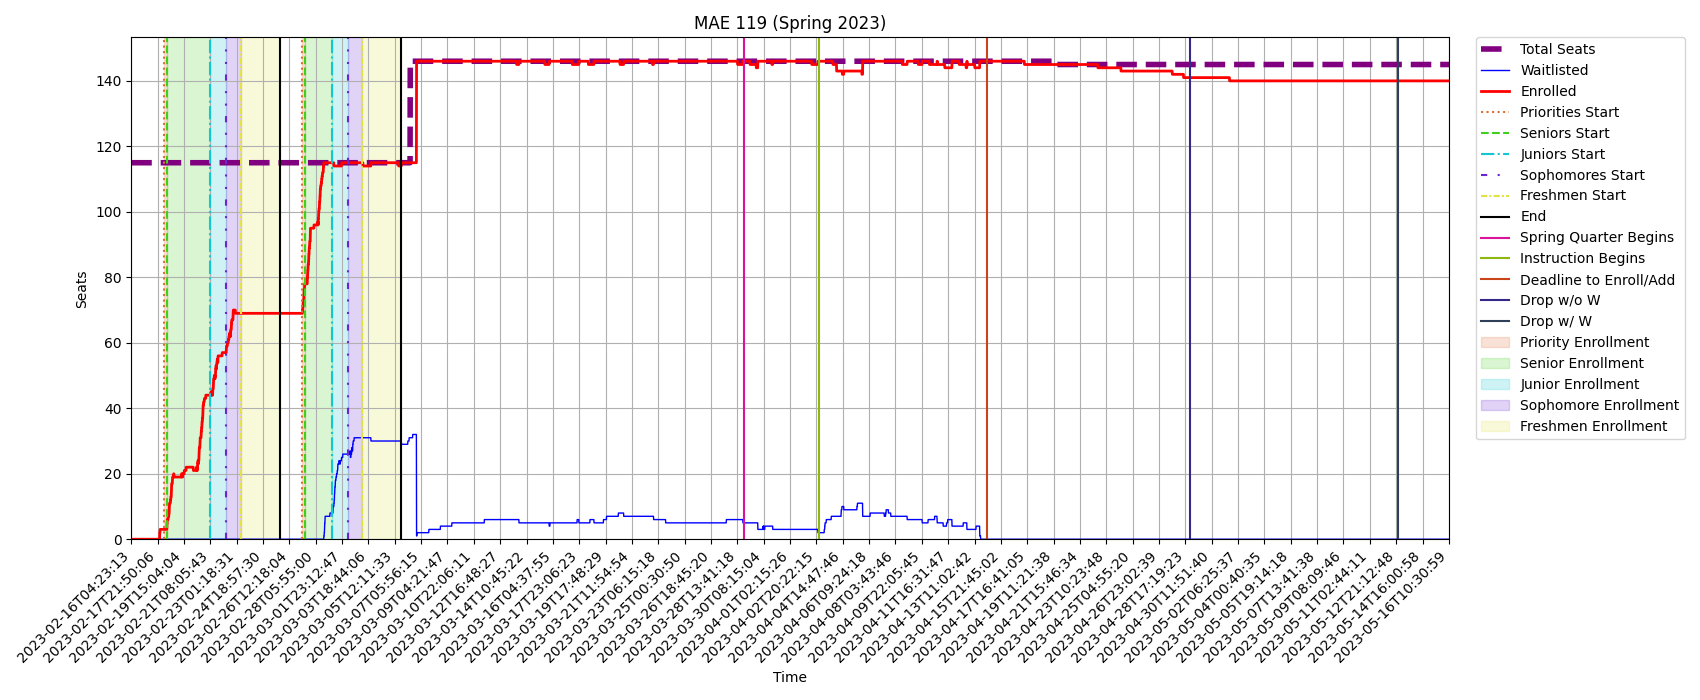 MAE 119 (Spring 2023)
Seats
140
120
100
80
60
40
20
0
2023-02-16T04:23:13
2023-02-17T21:50:06
2023-02-19T15:04:04
2023-02-21T08:05:43
2023-02-23T01:18:31
2023-02-24T18:57:30
2023-02-26T12:18:04
2023-02-28T05:55:00
2023-03-01T23:12:47
2023-03-03T18:44:06
2023-03-05T12:11:33
2023-03-07T05:56:15
2023-03-09T04:21:47
2023-03-10T22:06:11
2023-03-12T16:48:27
2023-03-14T10:45:22
2023-03-16T04:37:55
2023-03-17T23:06:23
2023-03-19T17:48:29
2023-03-21T11:54:54
2023-03-23T06:15:18
2023-03-25T00:30:50
2023-03-26T18:45:20
2023-03-28T13:41:18
2023-03-30T08:15:04
2023-04-01T02:15:26
2023-04-02T20:22:15
2023-04-04T14:47:46
2023-04-06T09:24:18
2023-04-08T03:43:46
2023-04-09T22:05:45
2023-04-11T16:31:47
2023-04-13T11:02:42
2023-04-15T21:45:02
2023-04-17T16:41:05
2023-04-19T11:21:38
2023-04-21T15:46:34
2023-04-23T10:23:48
2023-04-25T04:55:20
2023-04-26T23:02:39
2023-04-28T17:19:23
2023-04-30T11:51:40
2023-05-02T06:25:37
2023-05-04T00:40:35
2023-05-05T19:14:18
2023-05-07T13:41:38
2023-05-09T08:09:46
2023-05-11T02:44:11
2023-05-12T21:12:48
2023-05-14T16:00:58
2023-05-16T10:30:59
Time
Total Seats
Waitlisted
Enrolled
Priorities Start
Seniors Start
Juniors Start
Sophomores Start
Freshmen Start
End
Spring Quarter Begins
Instruction Begins
Deadline to Enroll/Add
Drop w/o W
Drop w/ W
Priority Enrollment
Senior Enrollment
Junior Enrollment
Sophomore Enrollment
Freshmen Enrollment